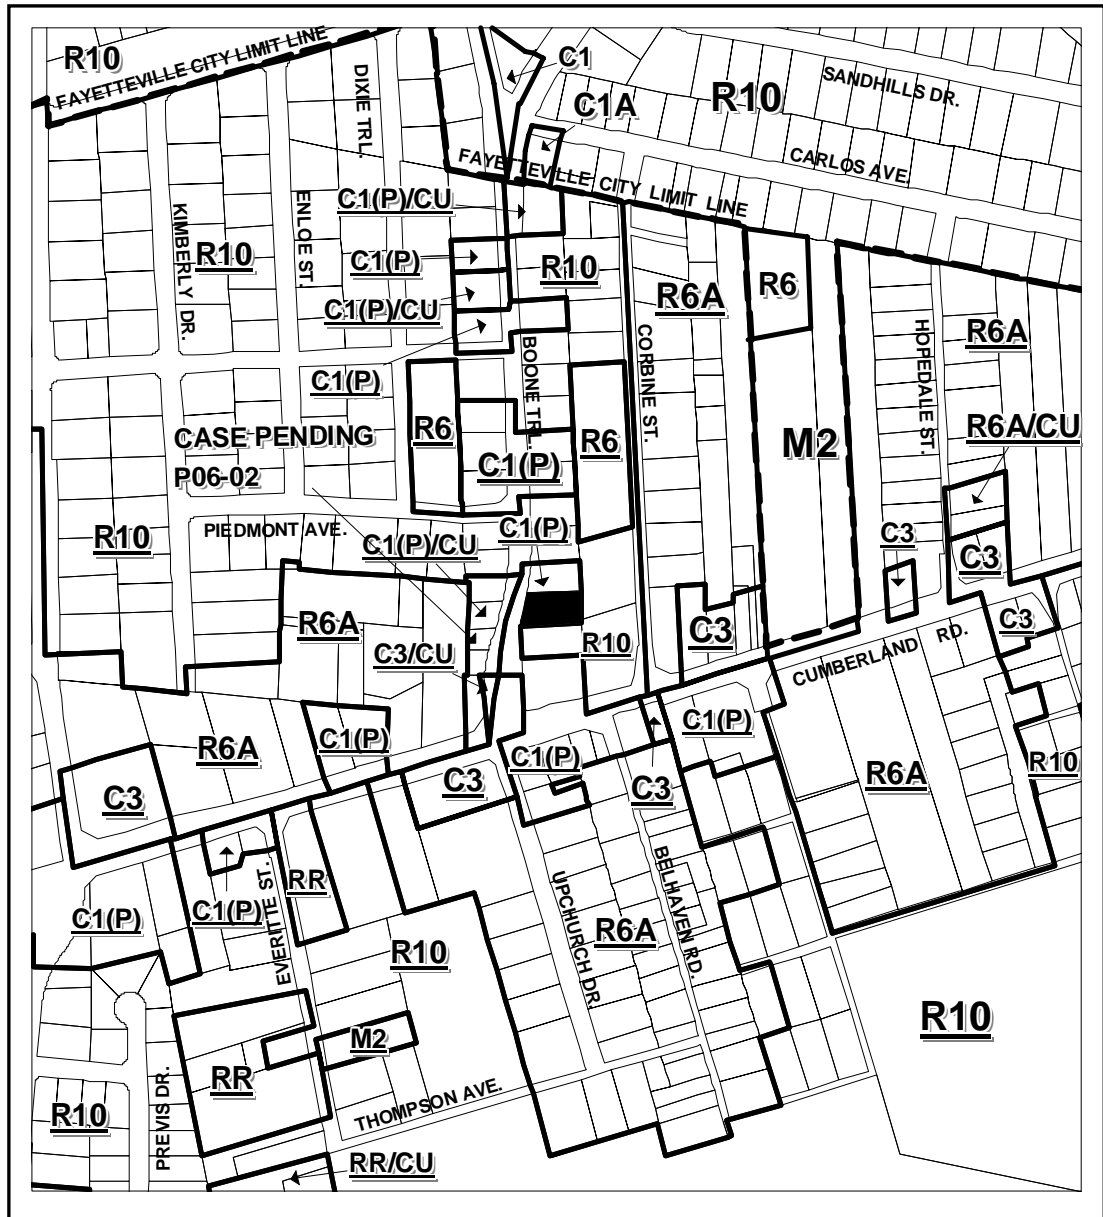 R10
FAYETTEVILLE CITY LIMIT LINE
DIXIE TRL.
C1
C1A
R10
SANDHILLS DR.
CARLOS AVE.
FAYETTEVILLE CITY LIMIT LINE
KIMBERLY DR.
R10
ENLOE ST.
C1(P)/CU
C1(P)
C1(P)/CU
C1(P)
R10
BOONE TRL.
CORBINE ST.
R6A
R6
M2
HOPEDALE ST.
R6A
R6A/CU
CASE PENDING
P06-02
R6
C1(P)
R6
R10
PIEDMONT AVE.
C1(P)/CU
C1(P)
C3
C3
R6A
C3/CU
R10
C3
C3
CUMBERLAND RD.
R6A
C1(P)
C1(P)
C1(P)
C3
C3
C3
R6A
R10
C1(P)
C1(P)
EVERITTE ST.
RR
R10
UPCHURCH DR.
R6A
BELHAVEN RD.
R10
M2
RR
R10
PREVIS DR.
THOMPSON AVE.
RR/CU